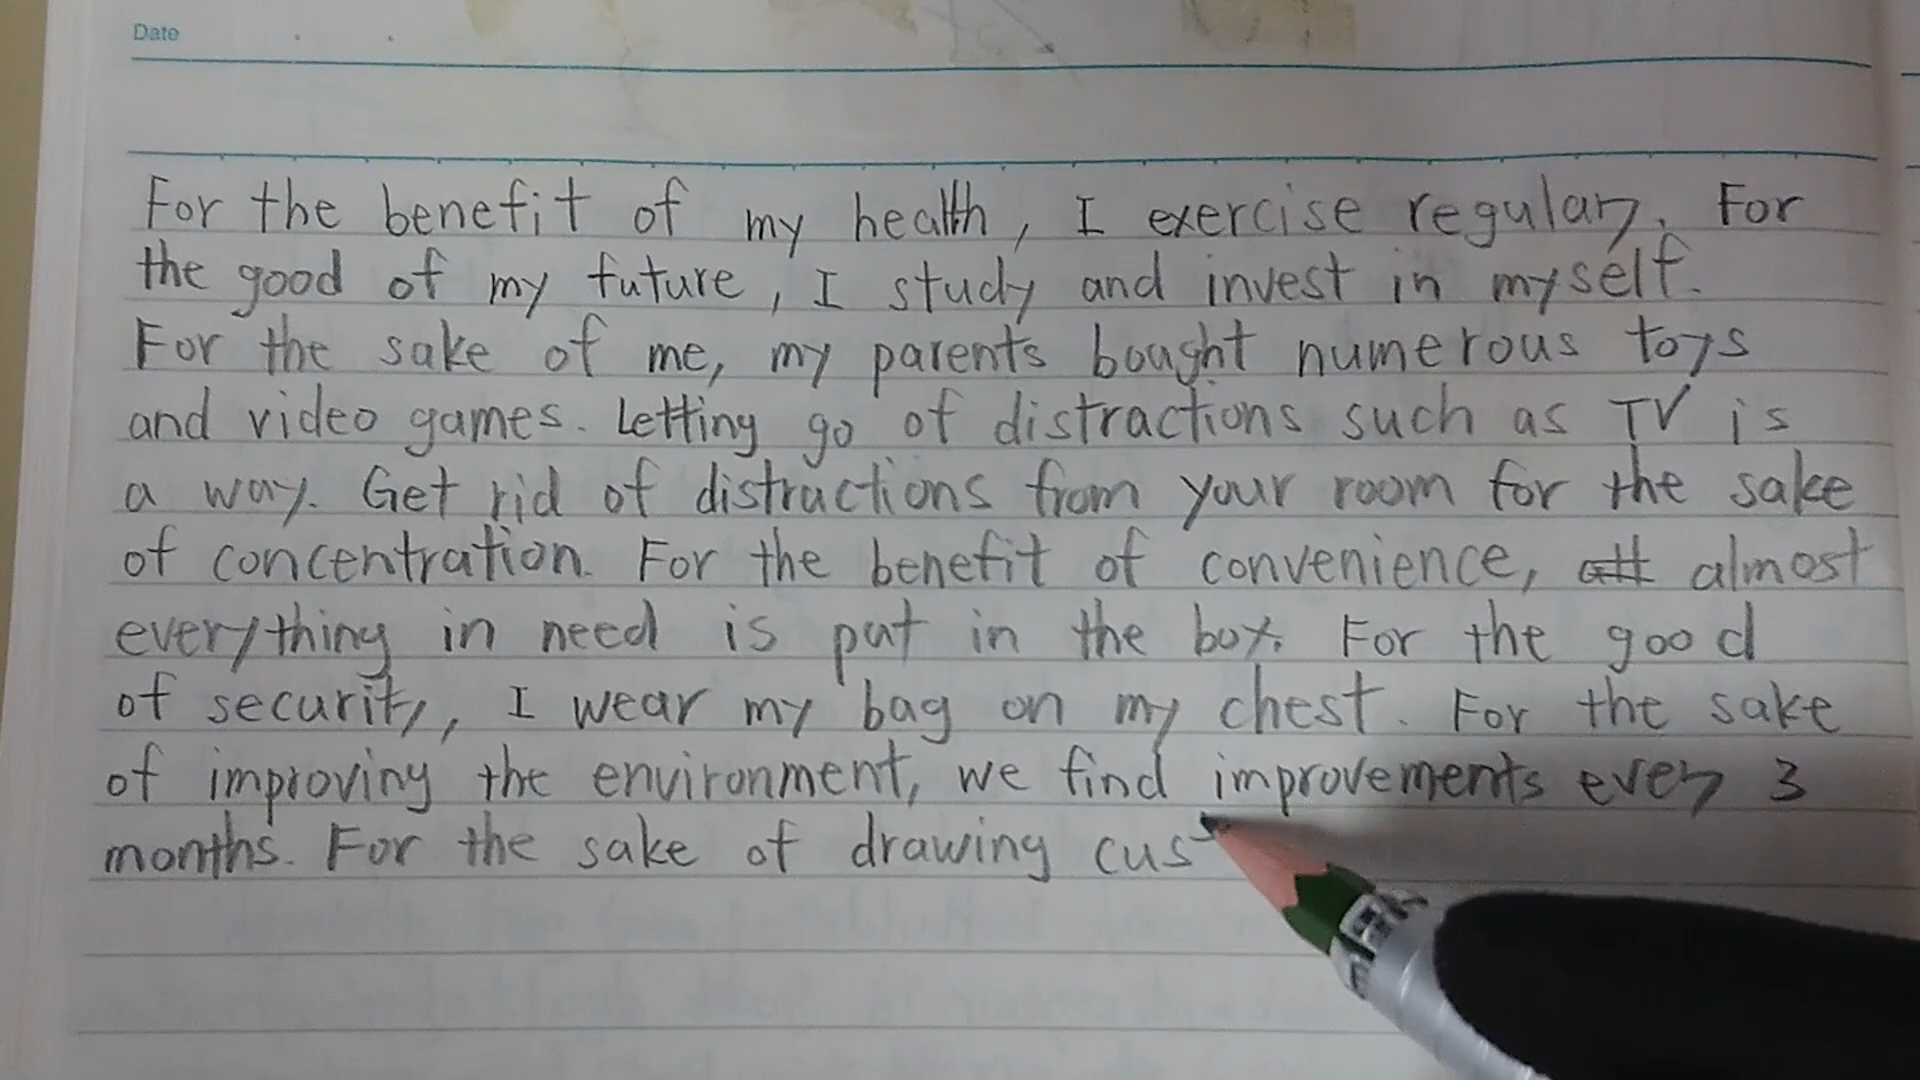 Date
For the benefit of my health, I exercise regulary. For
the good of my future, I study and invest in myself.
For the sake of me, my parents bought numerous toys
and video games. Letting go of distractions such as TV is
a way. Get rid of distractions from your room for the sake
of concentration. For the benefit of convenience, almost
everything in need is put in the box. For the good
of security, I wear my bag on my chest. For the sake
of improving the environment, we find improvements every 3
months. For the sake of drawing cust